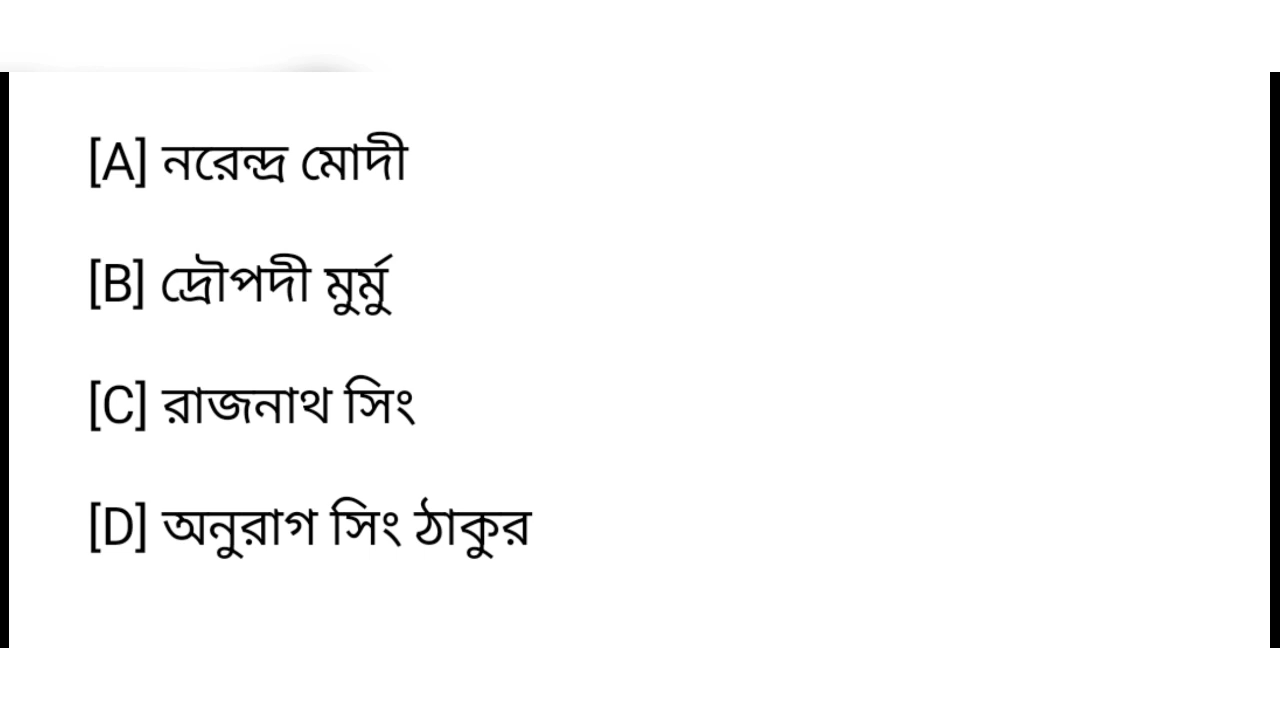 [A] নরেন্দ্র মোদী
[B] দ্রৌপদী মুর্মু
[C] রাজনাথ সিং
[D] অনুরাগ সিং ঠাকুর